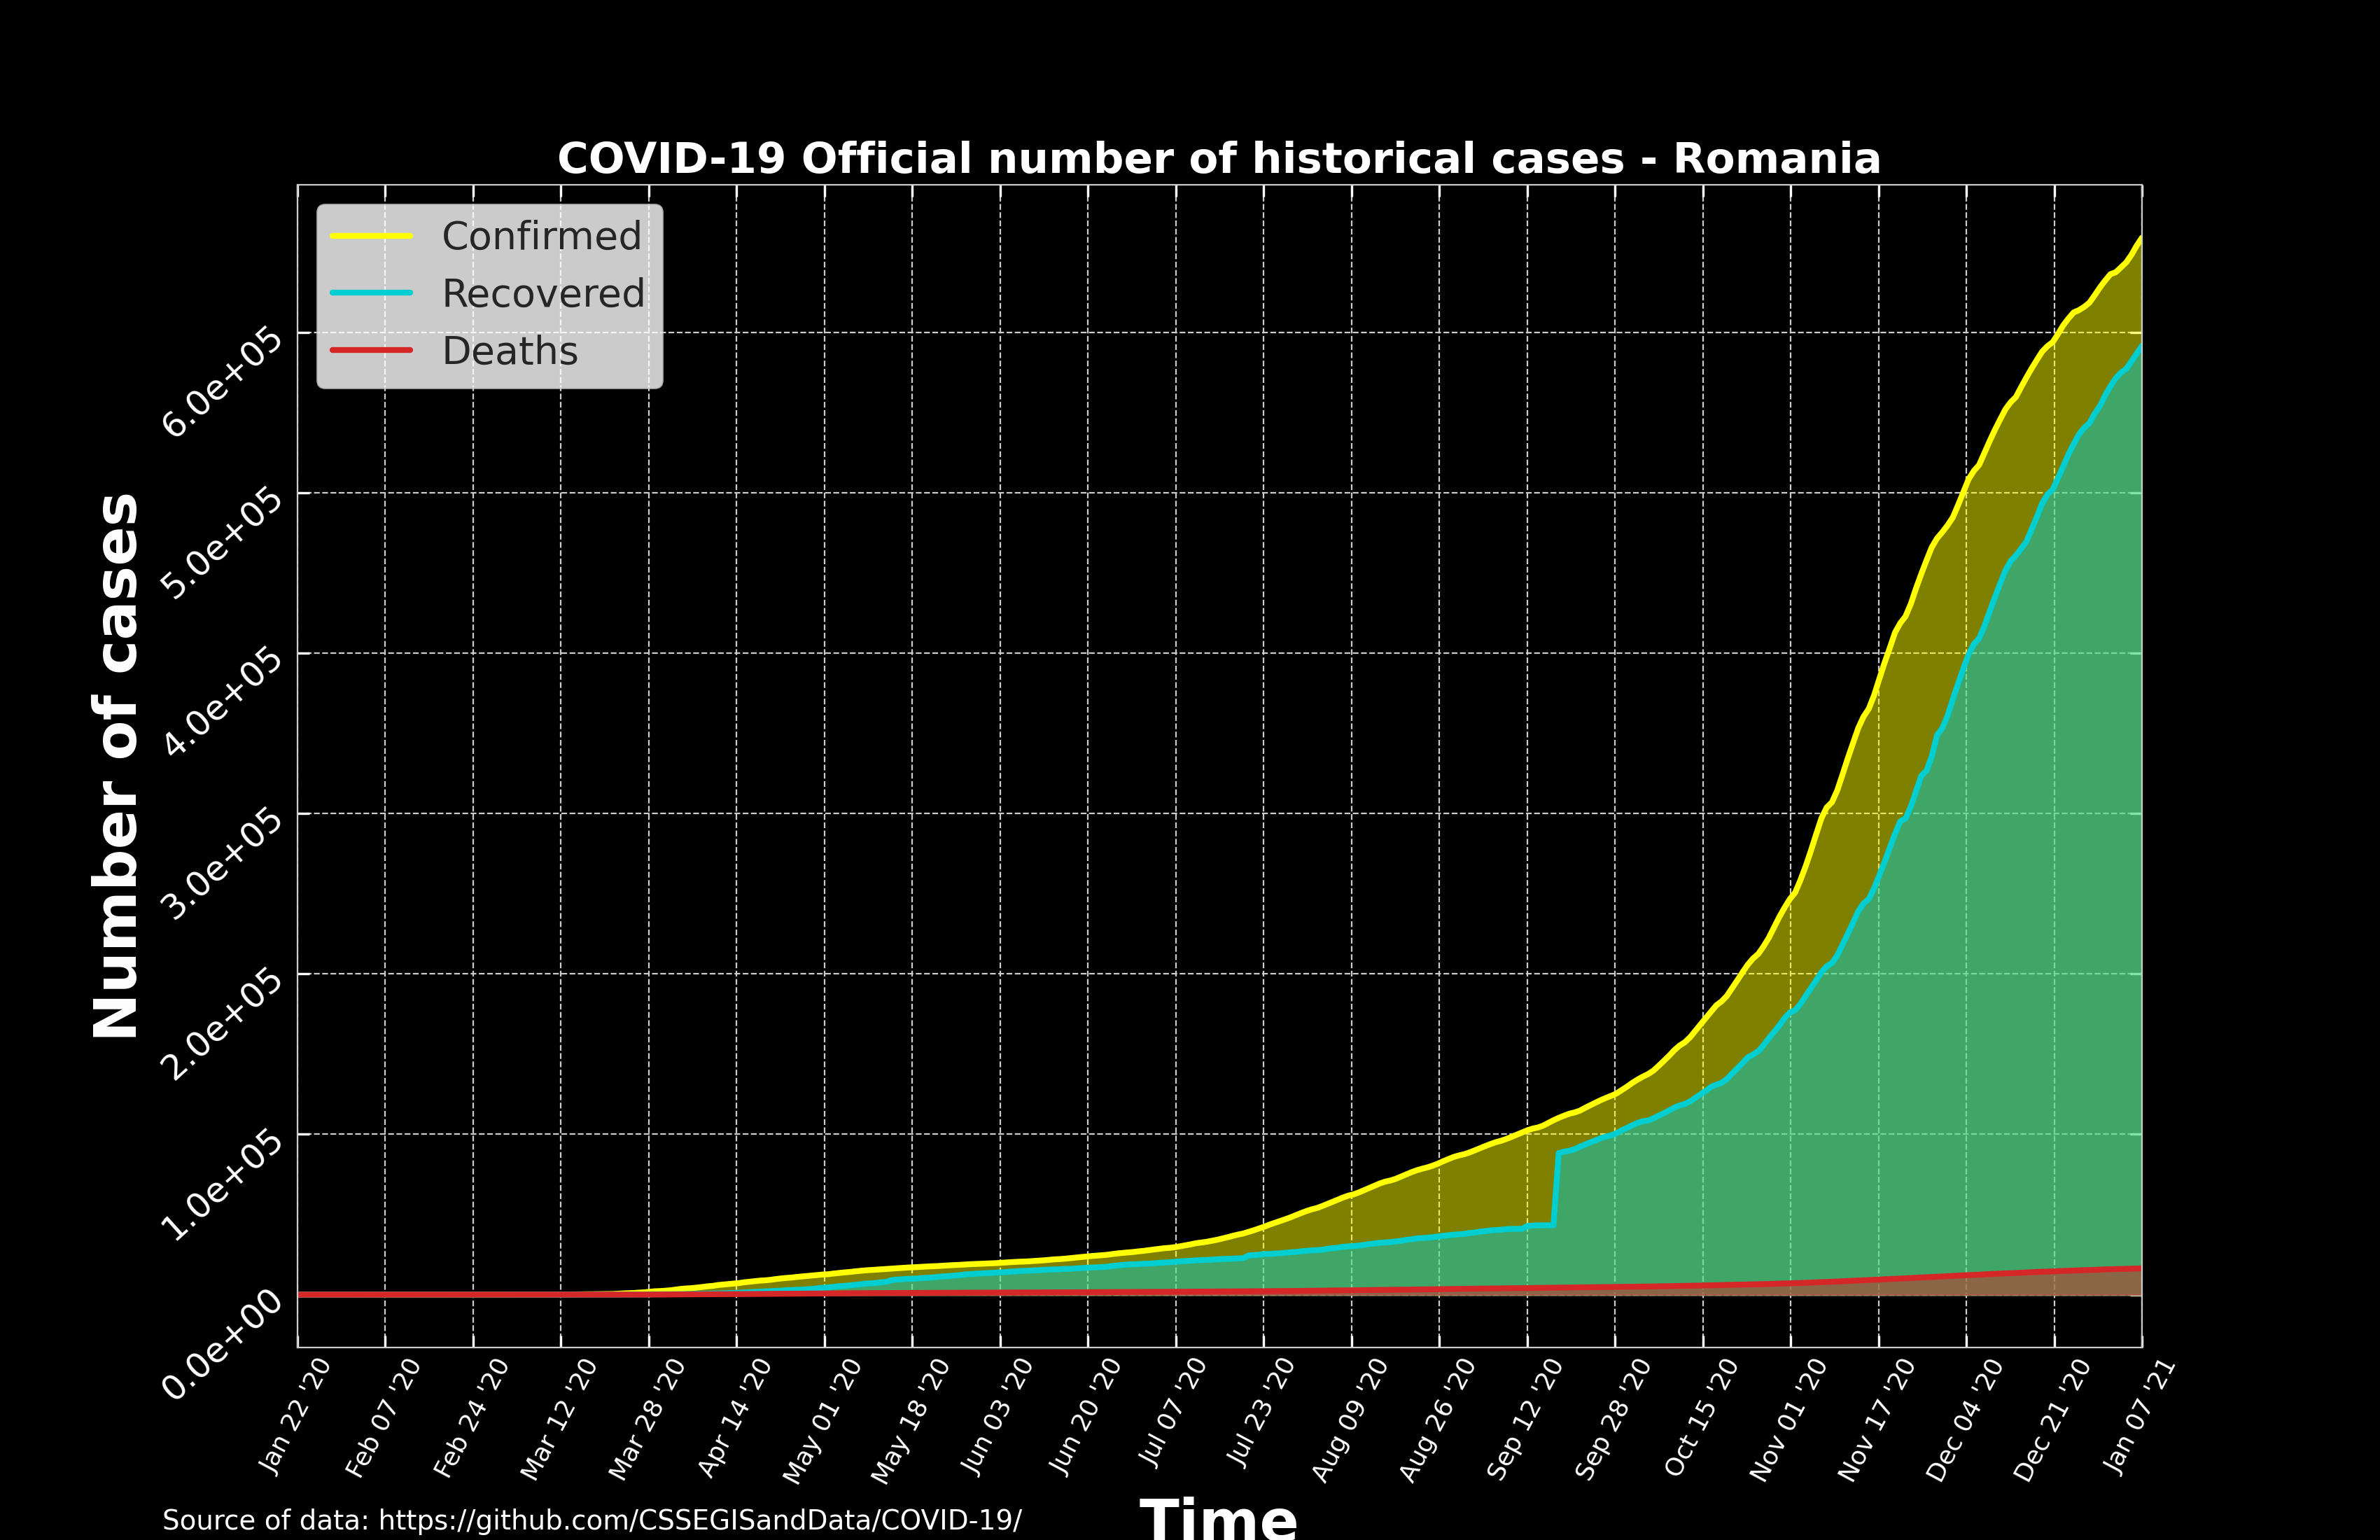 COVID-19 Official number of historical cases - Romania
Confirmed
Recovered
Deaths
Number of cases
6.0e+05
5.0e+05
4.0e+05
3.0e+05
2.0e+05
1.0e+05
0.0e+00
Jan 22 '20
Feb 07 '20
Feb 24 '20
Mar 12 '20
Mar 28 '20
Apr 14 '20
May 01 '20
May 18 '20
Jun 03 '20
Jun 20 '20
Jul 07 '20
Jul 23 '20
Aug 09 '20
Aug 26 '20
Sep 12 '20
Sep 28 '20
Oct 15 '20
Nov 01 '20
Nov 17 '20
Dec 04 '20
Dec 21 '20
Jan 07 '21
Time
Source of data: https://github.com/CSSEGISandData/COVID-19/